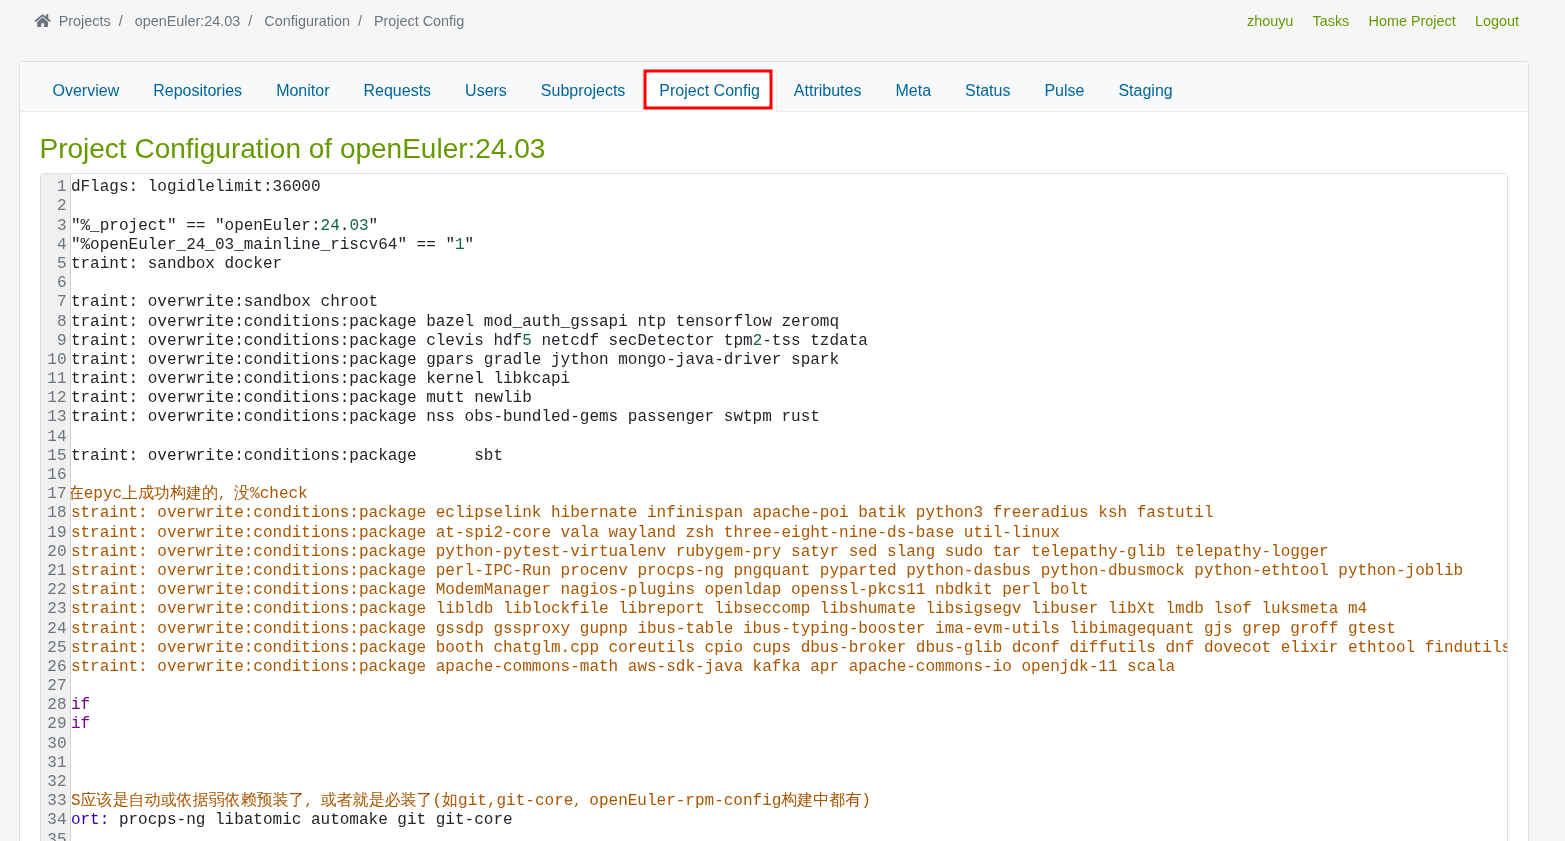 Projects / openEuler:24.03 / Configuration / Project Config
zhouyu Tasks Home Project Logout
Overview Repositories Monitor Requests Users Subprojects Project Config Attributes Meta Status Pulse Staging
Project Configuration of openEuler:24.03
1 dFlags: logidlelimit:36000
2
3 "%_project" == "openEuler:24.03"
4 "%openEuler_24_03_mainline_riscv64" == "1"
5 traint: sandbox docker
6
7 traint: overwrite:sandbox chroot
8 traint: overwrite:conditions:package bazel mod_auth_gssapi ntp tensorflow zeromq
9 traint: overwrite:conditions:package clevis hdf5 netcdf secDetector tpm2-tss tzdata
10 traint: overwrite:conditions:package gpars gradle jython mongo-java-driver spark
11 traint: overwrite:conditions:package kernel libkcapi
12 traint: overwrite:conditions:package mutt newlib
13 traint: overwrite:conditions:package nss obs-bundled-gems passenger swtpm rust
14
15 traint: overwrite:conditions:package      sbt
16
17 在epyc上成功构建的，没%check
18 straint: overwrite:conditions:package eclipselink hibernate infinispan apache-poi batik python3 freeradius ksh fastutil
19 straint: overwrite:conditions:package at-spi2-core vala wayland zsh three-eight-nine-ds-base util-linux
20 straint: overwrite:conditions:package python-pytest-virtualenv rubygem-pry satyr sed slang sudo tar telepathy-glib telepathy-logger
21 straint: overwrite:conditions:package perl-IPC-Run procenv procps-ng pngquant pyparted python-dasbus python-dbusmock python-ethtool python-joblib
22 straint: overwrite:conditions:package ModemManager nagios-plugins openldap openssl-pkcs11 nbdkit perl bolt
23 straint: overwrite:conditions:package libldb liblockfile libreport libseccomp libshumate libsigsegv libuser libXt lmdb lsof luksmeta m4
24 straint: overwrite:conditions:package gssdp gssproxy gupnp ibus-table ibus-typing-booster ima-evm-utils libimagequant gjs grep groff gtest
25 straint: overwrite:conditions:package booth chatglm.cpp coreutils cpio cups dbus-broker dbus-glib dconf diffutils dnf dovecot elixir ethtool findutils
26 straint: overwrite:conditions:package apache-commons-math aws-sdk-java kafka apr apache-commons-io openjdk-11 scala
27
28 if
29 if
30
31
32
33 S应该是自动或依据弱依赖预装了，或者就是必装了(如git,git-core，openEuler-rpm-config构建中都有)
34 ort: procps-ng libatomic automake git git-core
35